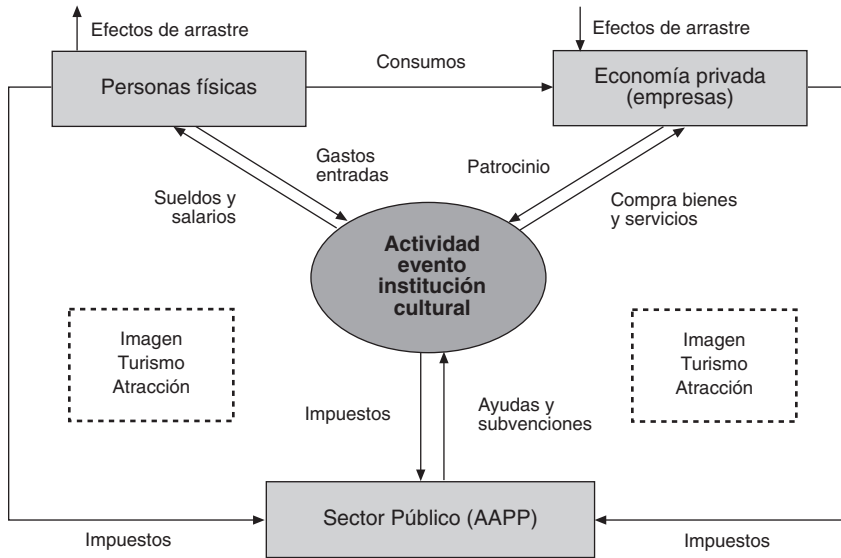 Efectos de arrastre
Efectos de arrastre
Personas físicas
Consumos
Economía privada
(empresas)
Gastos
entradas
Patrocinio
Sueldos y
salarios
Compra bienes
y servicios
Actividad
evento
institución
cultural
Imagen
Turismo
Atracción
Imagen
Turismo
Atracción
Impuestos
Ayudas y
subvenciones
Sector Público (AAPP)
Impuestos
Impuestos